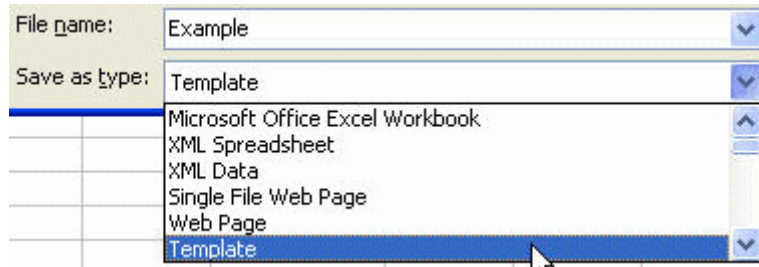 File name: Example
Save as type: Template
Microsoft Office Excel Workbook
XML Spreadsheet
XML Data
Single File Web Page
Web Page
Template